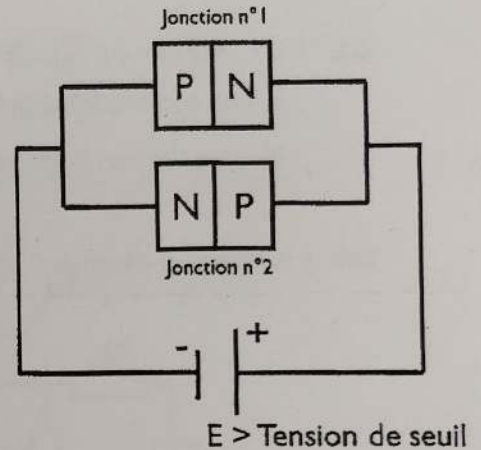 Jonction n°1
P N
N P
Jonction n°2
- +
E > Tension de seuil